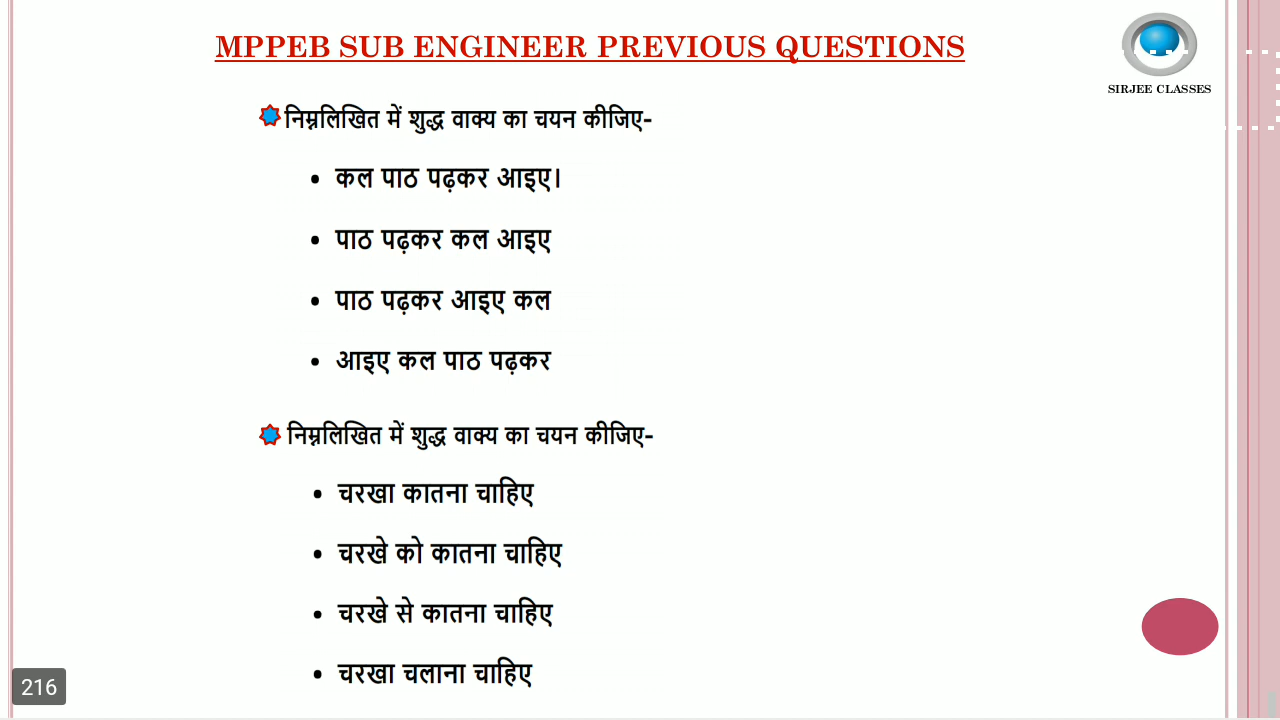 MPPEB SUB ENGINEER PREVIOUS QUESTIONS
SIRJEE CLASSES
निम्नलिखित में शुद्ध वाक्य का चयन कीजिए-
• कल पाठ पढ़कर आइए।
• पाठ पढ़कर कल आइए
• पाठ पढ़कर आइए कल
• आइए कल पाठ पढ़कर
निम्नलिखित में शुद्ध वाक्य का चयन कीजिए-
• चरखा कातना चाहिए
• चरखे को कातना चाहिए
• चरखे से कातना चाहिए
• चरखा चलाना चाहिए
216